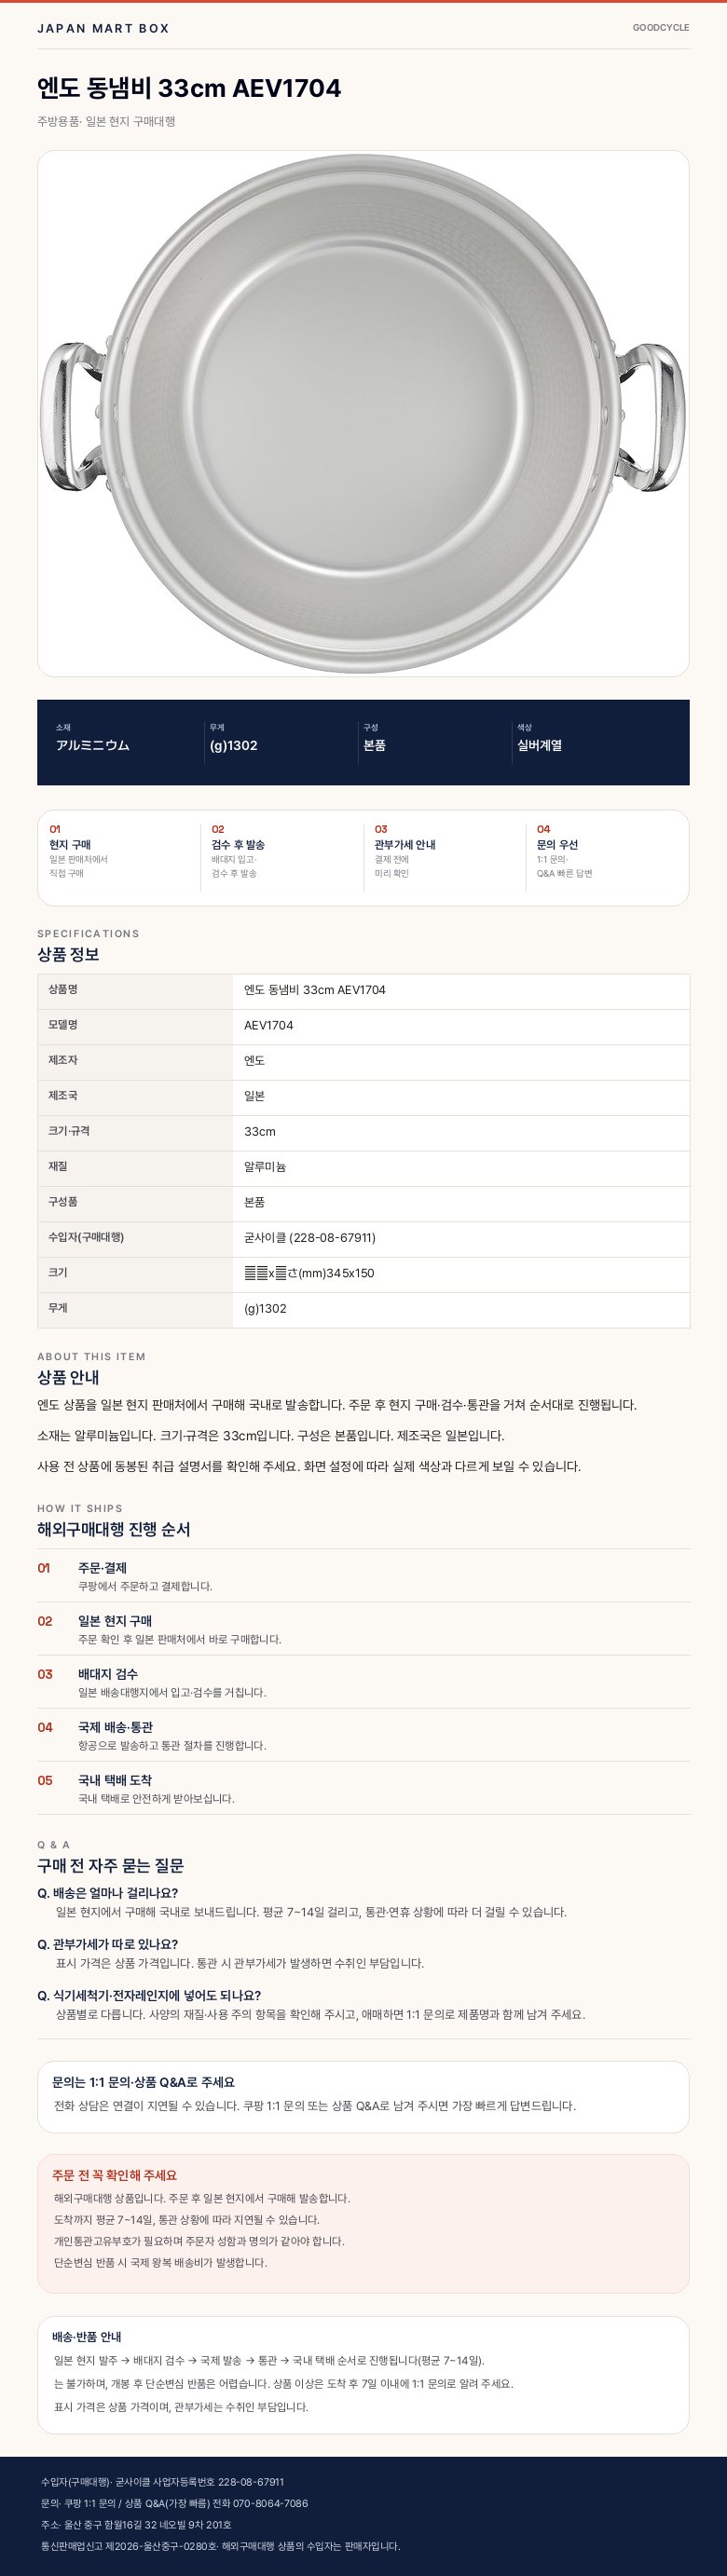 JAPAN MART BOX
GOODCYCLE
엔도 동냄비 33cm AEV1704
주방용품· 일본 현지 구매대행
소재
アルミニウム
무게
(g)1302
구성
본품
색상
실버계열
01
현지 구매
일본 판매처에서
직접 구매
02
검수 후 발송
배대지 입고·
검수 후 발송
03
관부가세 안내
결제 전에
미리 확인
04
문의 우선
1:1 문의·
Q&A 빠른 답변
SPECIFICATIONS
상품 정보
상품명 엔도 동냄비 33cm AEV1704
모델명 AEV1704
제조자 엔도
제조국 일본
크기·규격 33cm
재질 알루미늄
구성품 본품
수입자(구매대행) 굳사이클 (228-08-67911)
크기 x さ(mm)345x150
무게 (g)1302
ABOUT THIS ITEM
상품 안내
엔도 상품을 일본 현지 판매처에서 구매해 국내로 발송합니다. 주문 후 현지 구매·검수·통관을 거쳐 순서대로 진행됩니다.
소재는 알루미늄입니다. 크기·규격은 33cm입니다. 구성은 본품입니다. 제조국은 일본입니다.
사용 전 상품에 동봉된 취급 설명서를 확인해 주세요. 화면 설정에 따라 실제 색상과 다르게 보일 수 있습니다.
HOW IT SHIPS
해외구매대행 진행 순서
01 주문·결제
쿠팡에서 주문하고 결제합니다.
02 일본 현지 구매
주문 확인 후 일본 판매처에서 바로 구매합니다.
03 배대지 검수
일본 배송대행지에서 입고·검수를 거칩니다.
04 국제 배송·통관
항공으로 발송하고 통관 절차를 진행합니다.
05 국내 택배 도착
국내 택배로 안전하게 받아보십니다.
Q & A
구매 전 자주 묻는 질문
Q. 배송은 얼마나 걸리나요?
일본 현지에서 구매해 국내로 보내드립니다. 평균 7~14일 걸리고, 통관·연휴 상황에 따라 더 걸릴 수 있습니다.
Q. 관부가세가 따로 있나요?
표시 가격은 상품 가격입니다. 통관 시 관부가세가 발생하면 수취인 부담입니다.
Q. 식기세척기·전자레인지에 넣어도 되나요?
상품별로 다릅니다. 사양의 재질·사용 주의 항목을 확인해 주시고, 애매하면 1:1 문의로 제품명과 함께 남겨 주세요.
문의는 1:1 문의·상품 Q&A로 주세요
전화 상담은 연결이 지연될 수 있습니다. 쿠팡 1:1 문의 또는 상품 Q&A로 남겨 주시면 가장 빠르게 답변드립니다.
주문 전 꼭 확인해 주세요
해외구매대행 상품입니다. 주문 후 일본 현지에서 구매해 발송합니다.
도착까지 평균 7~14일, 통관 상황에 따라 지연될 수 있습니다.
개인통관고유부호가 필요하며 주문자 성함과 명의가 같아야 합니다.
단순변심 반품 시 국제 왕복 배송비가 발생합니다.
배송·반품 안내
일본 현지 발주 → 배대지 검수 → 국제 발송 → 통관 → 국내 택배 순서로 진행됩니다(평균 7~14일).
는 불가하며, 개봉 후 단순변심 반품은 어렵습니다. 상품 이상은 도착 후 7일 이내에 1:1 문의로 알려 주세요.
표시 가격은 상품 가격이며, 관부가세는 수취인 부담입니다.
수입자(구매대행)· 굳사이클 사업자등록번호 228-08-67911
문의· 쿠팡 1:1 문의 / 상품 Q&A(가장 빠름) 전화 070-8064-7086
주소· 울산 중구 함월16길 32 네오빌 9차 201호
통신판매업신고 제2026-울산중구-0280호· 해외구매대행 상품의 수입자는 판매자입니다.